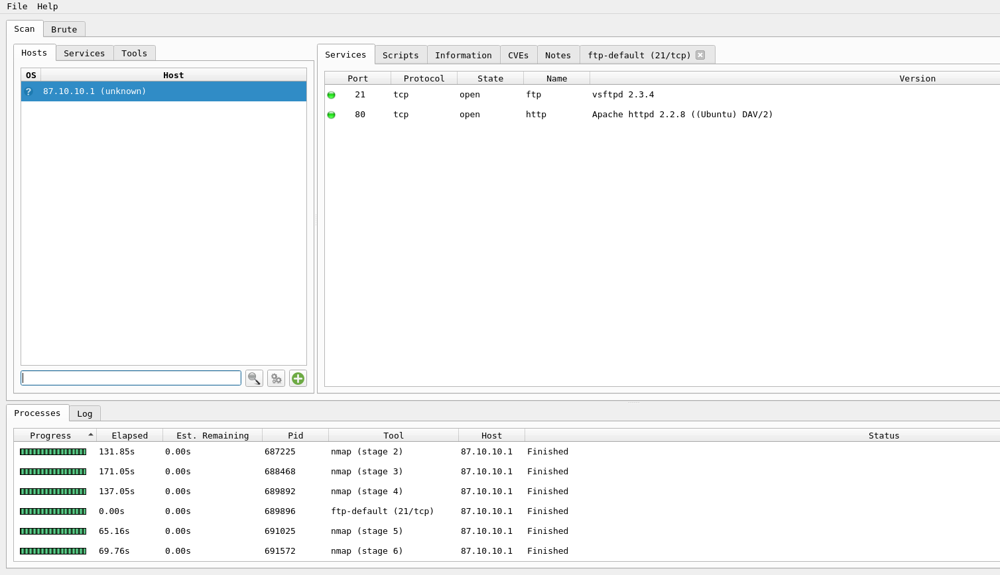 File Help
Scan Brute
Hosts Services Tools
OS Host
? 87.10.10.1 (unknown)
Services Scripts Information CVEs Notes ftp-default (21/tcp)
Port Protocol State Name Version
21 tcp open ftp vsftpd 2.3.4
80 tcp open http Apache httpd 2.2.8 ((Ubuntu) DAV/2)
Processes Log
Progress Elapsed Est. Remaining Pid Tool Host Status
131.85s 0.00s 687225 nmap (stage 2) 87.10.10.1 Finished
171.05s 0.00s 688468 nmap (stage 3) 87.10.10.1 Finished
137.05s 0.00s 689892 nmap (stage 4) 87.10.10.1 Finished
0.00s 0.00s 689896 ftp-default (21/tcp) 87.10.10.1 Finished
65.16s 0.00s 691025 nmap (stage 5) 87.10.10.1 Finished
69.76s 0.00s 691572 nmap (stage 6) 87.10.10.1 Finished